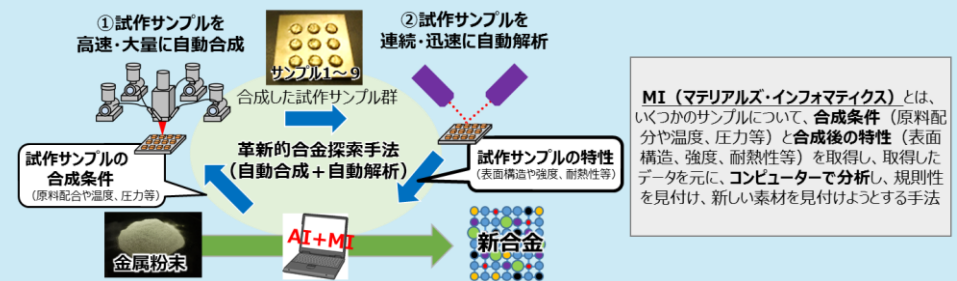 ①試作サンプルを
高速・大量に自動合成
サンプル1～9
合成した試作サンプル群
②試作サンプルを
連続・迅速に自動解析
試作サンプルの
合成条件
（原料配合や温度、圧力等）
革新的合金探索手法
（自動合成＋自動解析）
試作サンプルの特性
（表面構造や強度、耐熱性等）
金属粉末
AI+MI
新合金
MI（マテリアルズ・インフォマティクス）とは、
いくつかのサンプルについて、合成条件（原料配
分や温度、圧力等）と合成後の特性（表面
構造、強度、耐熱性等）を取得し、取得した
データを元に、コンピューターで分析し、規則性
を見付け、新しい素材を見付けようとする手法